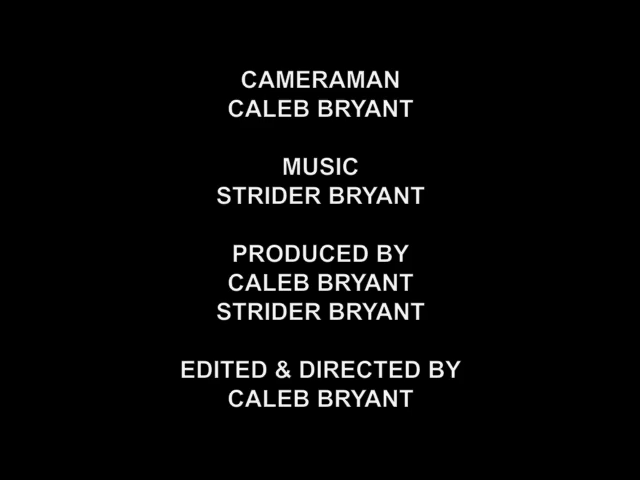 CAMERAMAN
CALEB BRYANT
MUSIC
STRIDER BRYANT
PRODUCED BY
CALEB BRYANT
STRIDER BRYANT
EDITED & DIRECTED BY
CALEB BRYANT